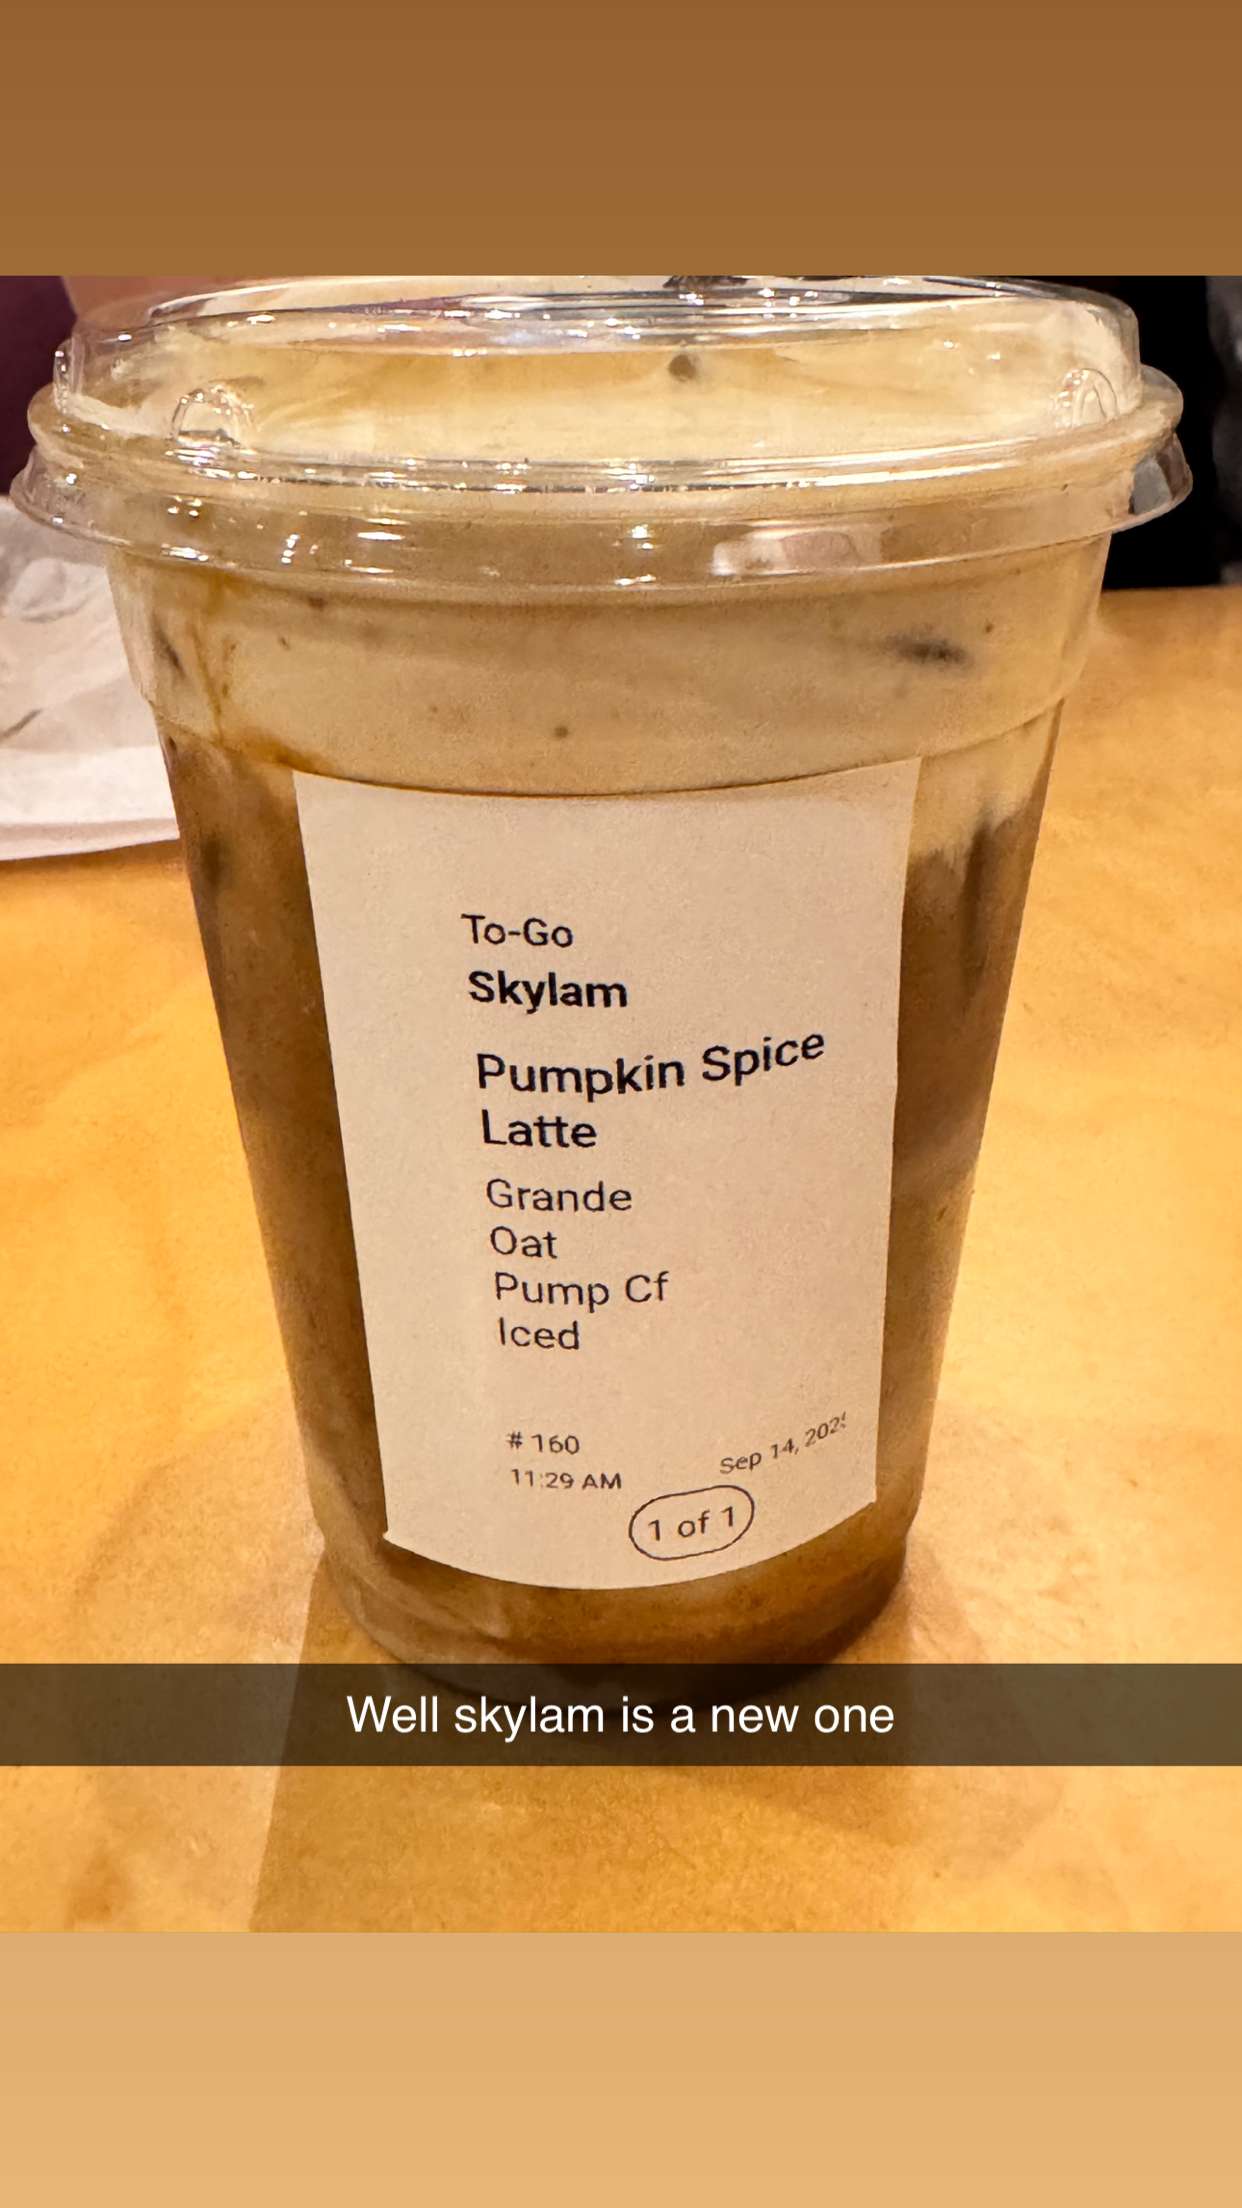 To-Go
Skylam
Pumpkin Spice
Latte
Grande
Oat
Pump Cf
Iced
# 160
11:29 AM
Sep 14, 202
1 of 1
Well skylam is a new one